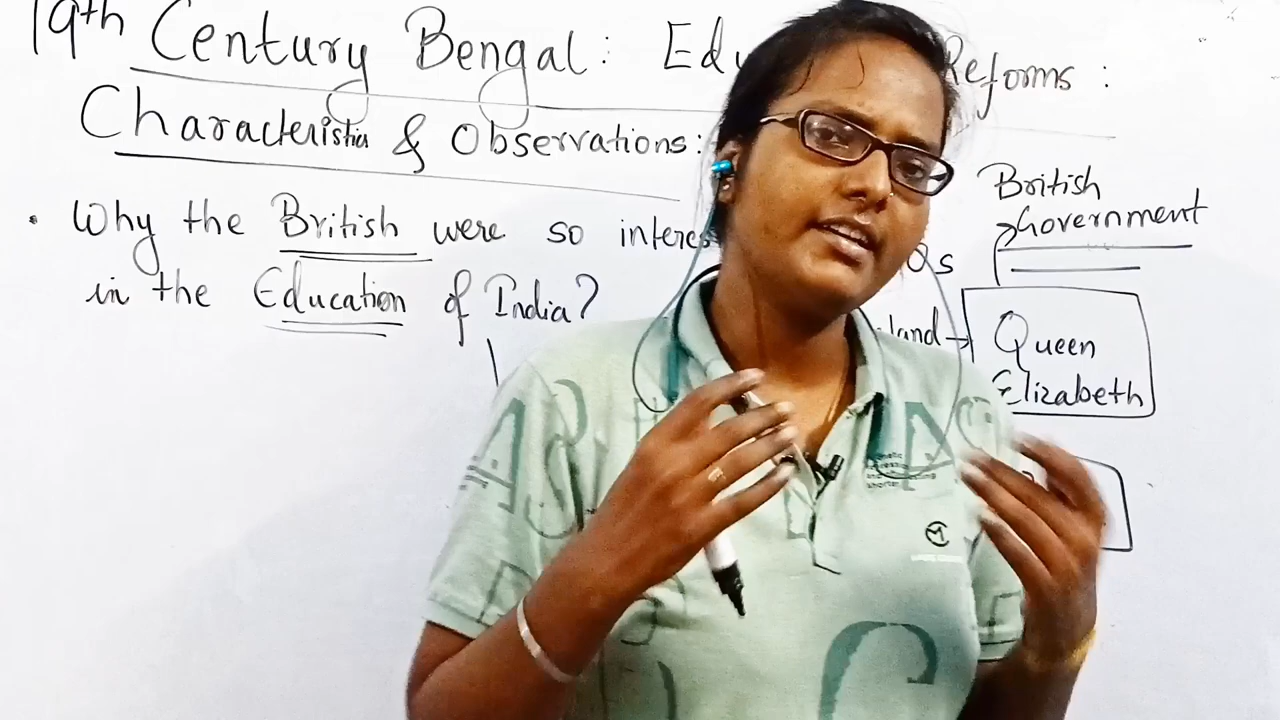 19th Century Bengal: Edu Reforms:
Characteristics & Observations:
• Why the British were so interes
in the Education of India?
British
Government
land → Queen
Elizabeth